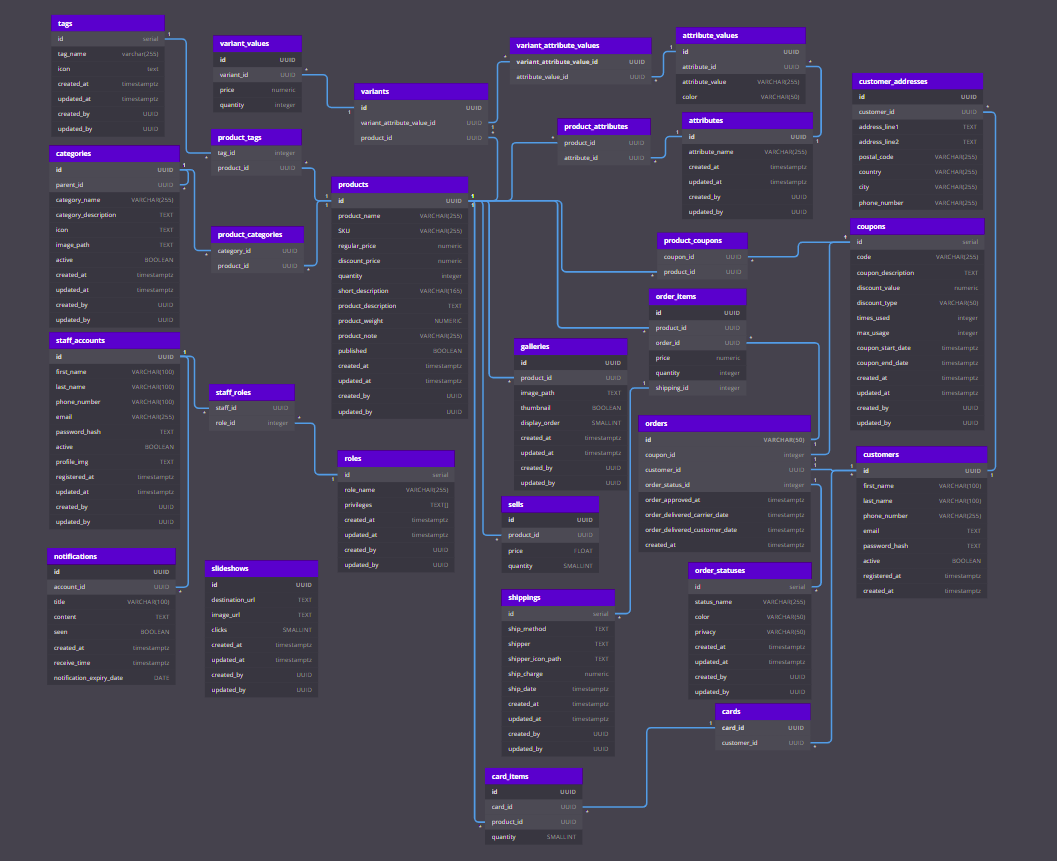 tags
id serial
tag_name varchar(255)
icon text
created_at timestamptz
updated_at timestamptz
created_by UUID
updated_by UUID
categories
id UUID
parent_id UUID
category_name VARCHAR(255)
category_description TEXT
icon TEXT
image_path TEXT
active BOOLEAN
created_at timestamptz
updated_at timestamptz
created_by UUID
updated_by UUID
staff_accounts
id UUID
first_name VARCHAR(100)
last_name VARCHAR(100)
phone_number VARCHAR(100)
email VARCHAR(255)
password_hash TEXT
active BOOLEAN
profile_img TEXT
registered_at timestamptz
updated_at timestamptz
created_by UUID
updated_by UUID
notifications
id UUID
account_id UUID
title VARCHAR(100)
content TEXT
seen BOOLEAN
created_at timestamptz
receive_time timestamptz
notification_expiry_date DATE
variant_values
id UUID
variant_id UUID
price numeric
quantity integer
product_tags
tag_id integer
product_id UUID
product_categories
category_id UUID
product_id UUID
staff_roles
staff_id UUID
role_id integer
slideshows
id UUID
destination_url TEXT
image_url TEXT
clicks SMALLINT
created_at timestamptz
updated_at timestamptz
created_by UUID
updated_by UUID
variants
id UUID
variant_attribute_value_id UUID
product_id UUID
products
id UUID
product_name VARCHAR(255)
SKU VARCHAR(255)
regular_price numeric
discount_price numeric
quantity integer
short_description VARCHAR(165)
product_description TEXT
product_weight NUMERIC
product_note VARCHAR(255)
published BOOLEAN
created_at timestamptz
updated_at timestamptz
created_by UUID
updated_by UUID
roles
id serial
role_name VARCHAR(255)
privileges TEXT[]
created_at timestamptz
updated_at timestamptz
created_by UUID
updated_by UUID
variant_attribute_values
variant_attribute_value_id UUID
attribute_value_id UUID
product_attributes
product_id UUID
attribute_id UUID
galleries
id UUID
product_id UUID
image_path TEXT
thumbnail BOOLEAN
display_order SMALLINT
created_at timestamptz
updated_at timestamptz
created_by UUID
updated_by UUID
sells
id UUID
product_id UUID
price FLOAT
quantity SMALLINT
shippings
id serial
ship_method TEXT
shipper TEXT
shipper_icon_path TEXT
ship_charge numeric
ship_date timestamptz
created_at timestamptz
updated_at timestamptz
created_by UUID
updated_by UUID
card_items
id UUID
card_id UUID
product_id UUID
quantity SMALLINT
attribute_values
id UUID
attribute_id UUID
attribute_value VARCHAR(255)
color VARCHAR(50)
attributes
id UUID
attribute_name VARCHAR(255)
created_at timestamptz
updated_at timestamptz
created_by UUID
updated_by UUID
product_coupons
coupon_id UUID
product_id UUID
order_items
id UUID
product_id UUID
order_id UUID
price numeric
quantity integer
shipping_id integer
orders
id VARCHAR(50)
coupon_id integer
customer_id UUID
order_status_id integer
order_approved_at timestamptz
order_delivered_carrier_date timestamptz
order_delivered_customer_date timestamptz
created_at timestamptz
order_statuses
id serial
status_name VARCHAR(255)
color VARCHAR(50)
privacy VARCHAR(50)
created_at timestamptz
updated_at timestamptz
created_by UUID
updated_by UUID
cards
card_id UUID
customer_id UUID
customer_addresses
id UUID
customer_id UUID
address_line1 TEXT
address_line2 TEXT
postal_code VARCHAR(255)
country VARCHAR(255)
city VARCHAR(255)
phone_number VARCHAR(255)
coupons
id serial
code VARCHAR(255)
coupon_description TEXT
discount_value numeric
discount_type VARCHAR(50)
times_used integer
max_usage integer
coupon_start_date timestamptz
coupon_end_date timestamptz
created_at timestamptz
updated_at timestamptz
created_by UUID
updated_by UUID
customers
id UUID
first_name VARCHAR(100)
last_name VARCHAR(100)
phone_number VARCHAR(255)
email TEXT
password_hash TEXT
active BOOLEAN
registered_at timestamptz
created_at timestamptz